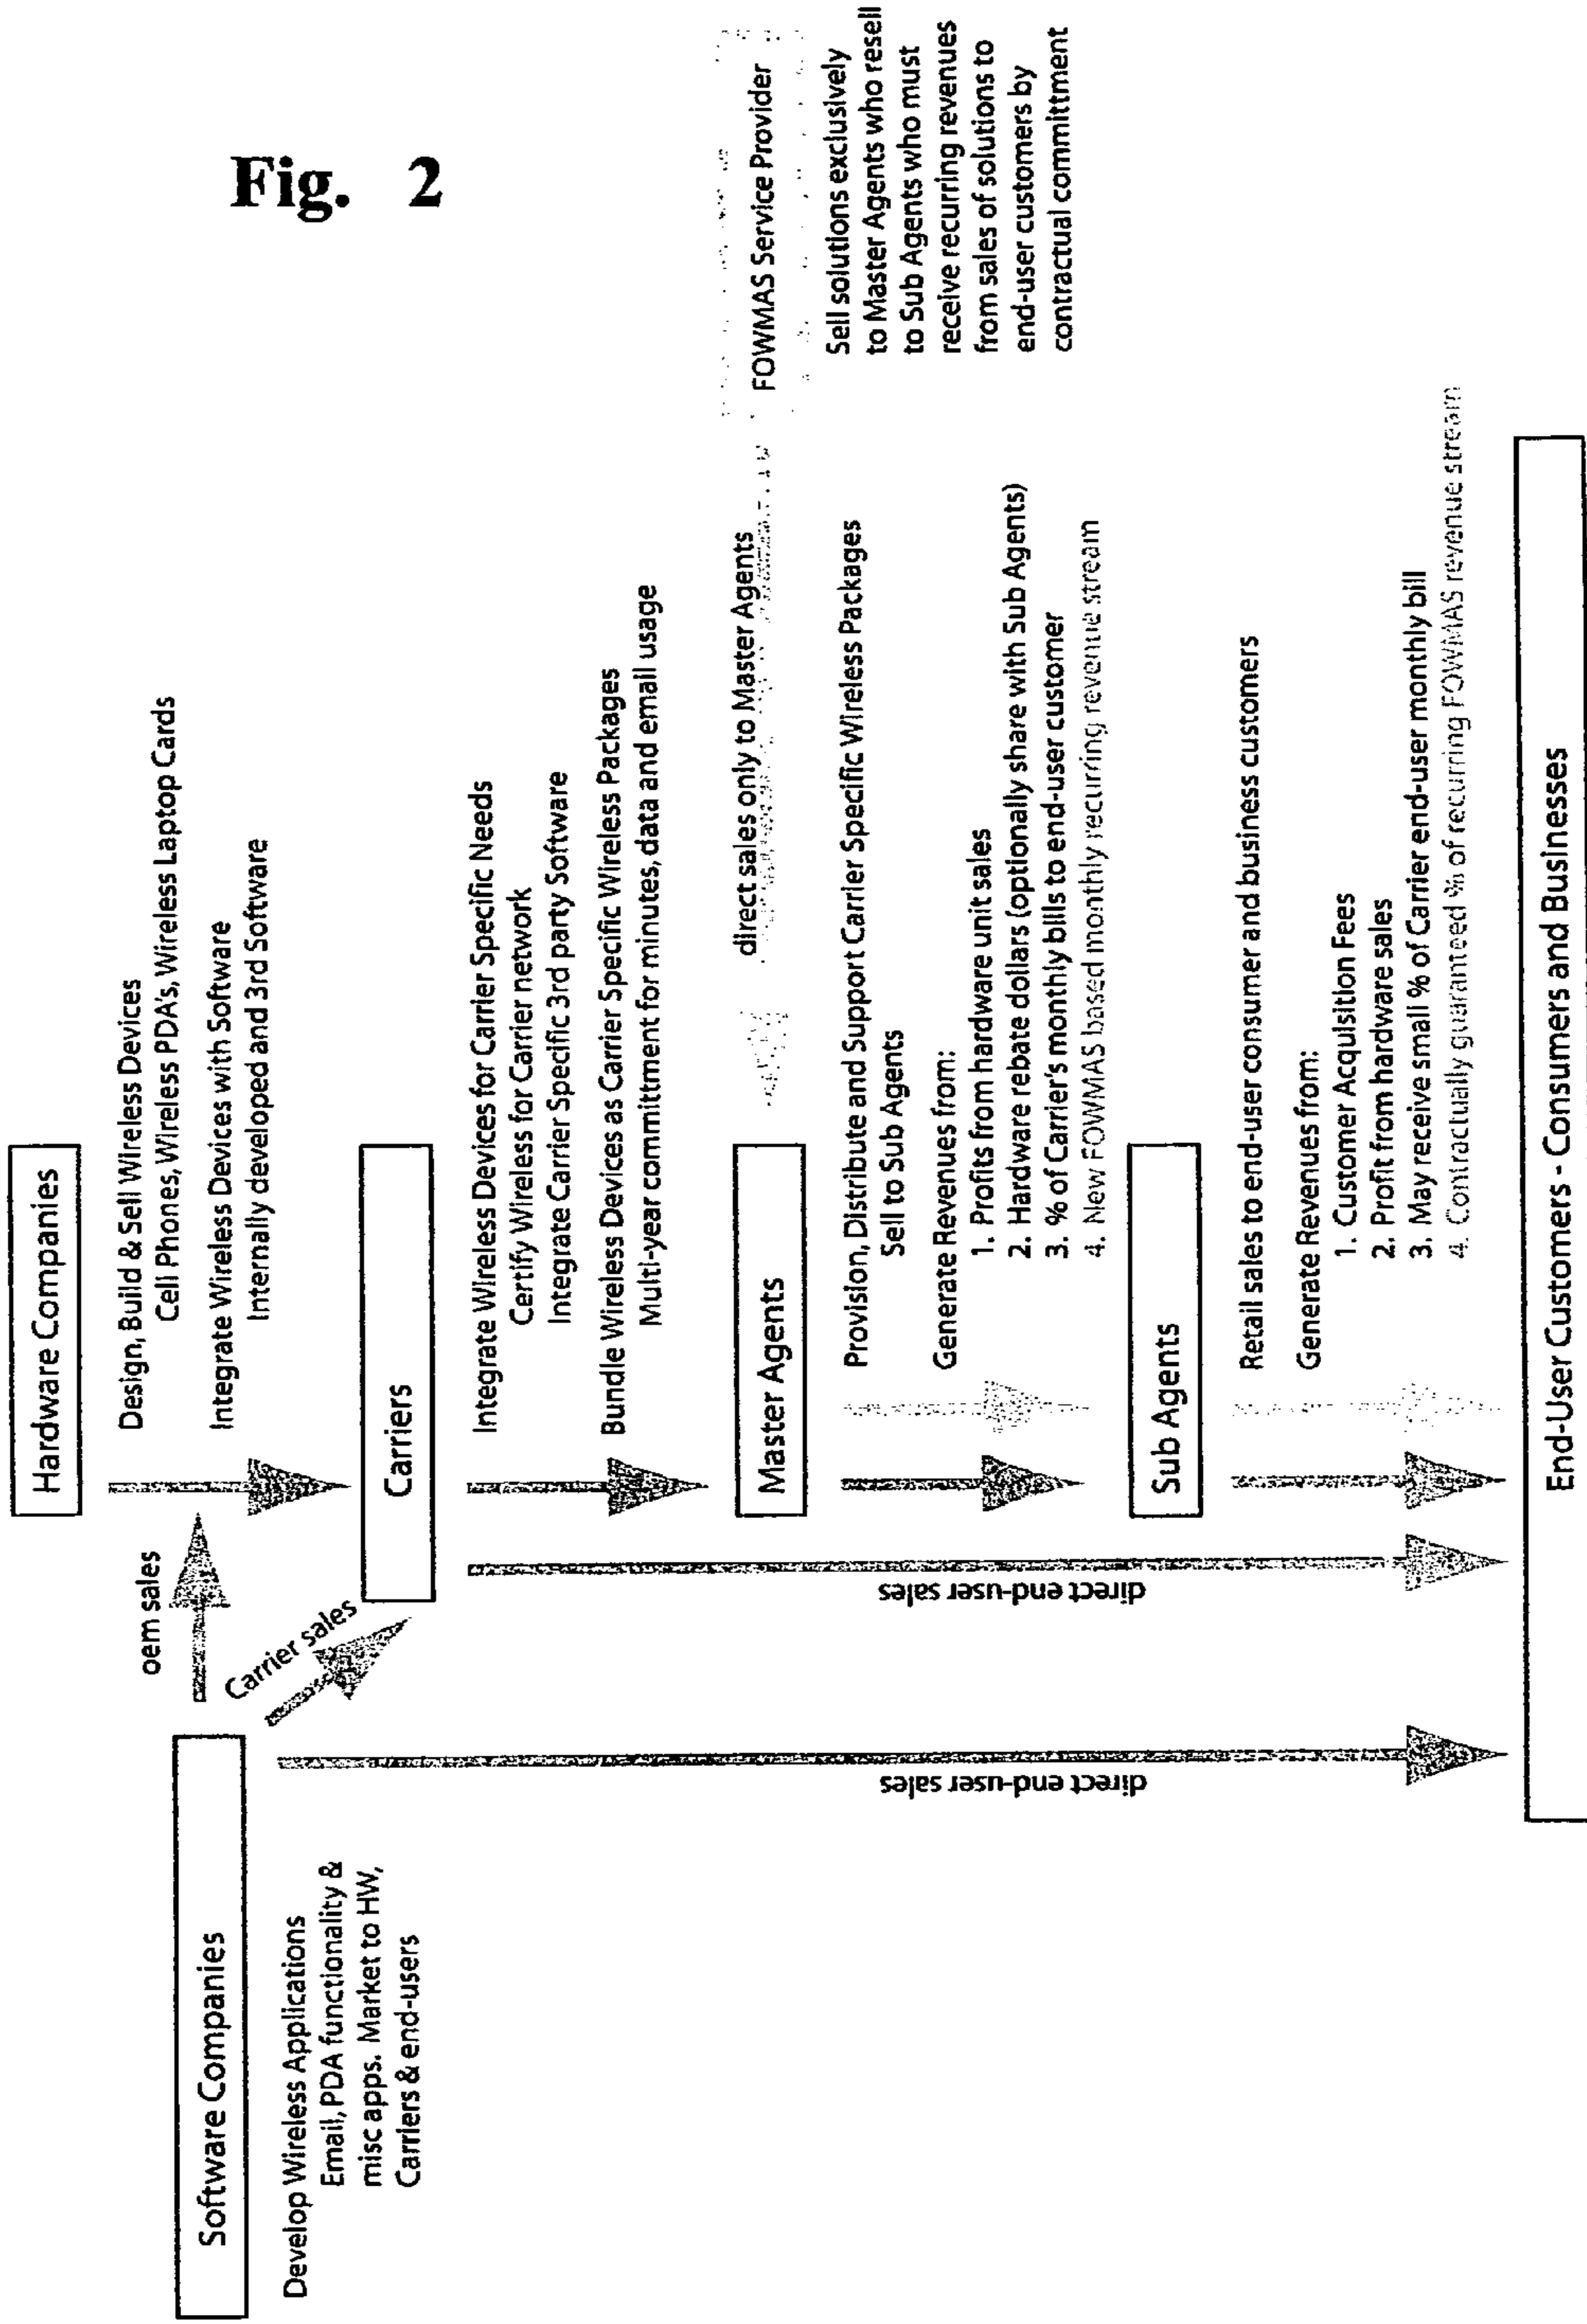 Fig. 2
Hardware Companies
Design, Build & Sell Wireless Devices
Cell Phones, Wireless PDA's, Wireless Laptop Cards
Integrate Wireless Devices with Software
Internally developed and 3rd Software
oem sales
Software Companies
Carrier sales
Develop Wireless Applications
Email, PDA functionality &
misc apps. Market to HW,
Carriers & end-users
Carriers
Integrate Wireless Devices for Carrier Specific Needs
Certify Wireless for Carrier network
Integrate Carrier Specific 3rd party Software
Bundle Wireless Devices as Carrier Specific Wireless Packages
Multi-year committment for minutes, data and email usage
Master Agents
direct sales only to Master Agents
FOWMAS Service Provider
Sell solutions exclusively
to Master Agents who resell
to Sub Agents who must
receive recurring revenues
from sales of solutions to
end-user customers by
contractual committment
Provision, Distribute and Support Carrier Specific Wireless Packages
Sell to Sub Agents
Generate Revenues from:
1. Profits from hardware unit sales
2. Hardware rebate dollars (optionally share with Sub Agents)
3. % of Carrier's monthly bills to end-user customer
4. New FOWMAS based monthly recurring revenue stream
direct end-user sales
direct end-user sales
Sub Agents
Retail sales to end-user consumer and business customers
Generate Revenues from:
1. Customer Acquisition Fees
2. Profit from hardware sales
3. May receive small % of Carrier end-user monthly bill
4. Contractually guaranteed % of recurring FOWMAS revenue stream
End-User Customers - Consumers and Businesses